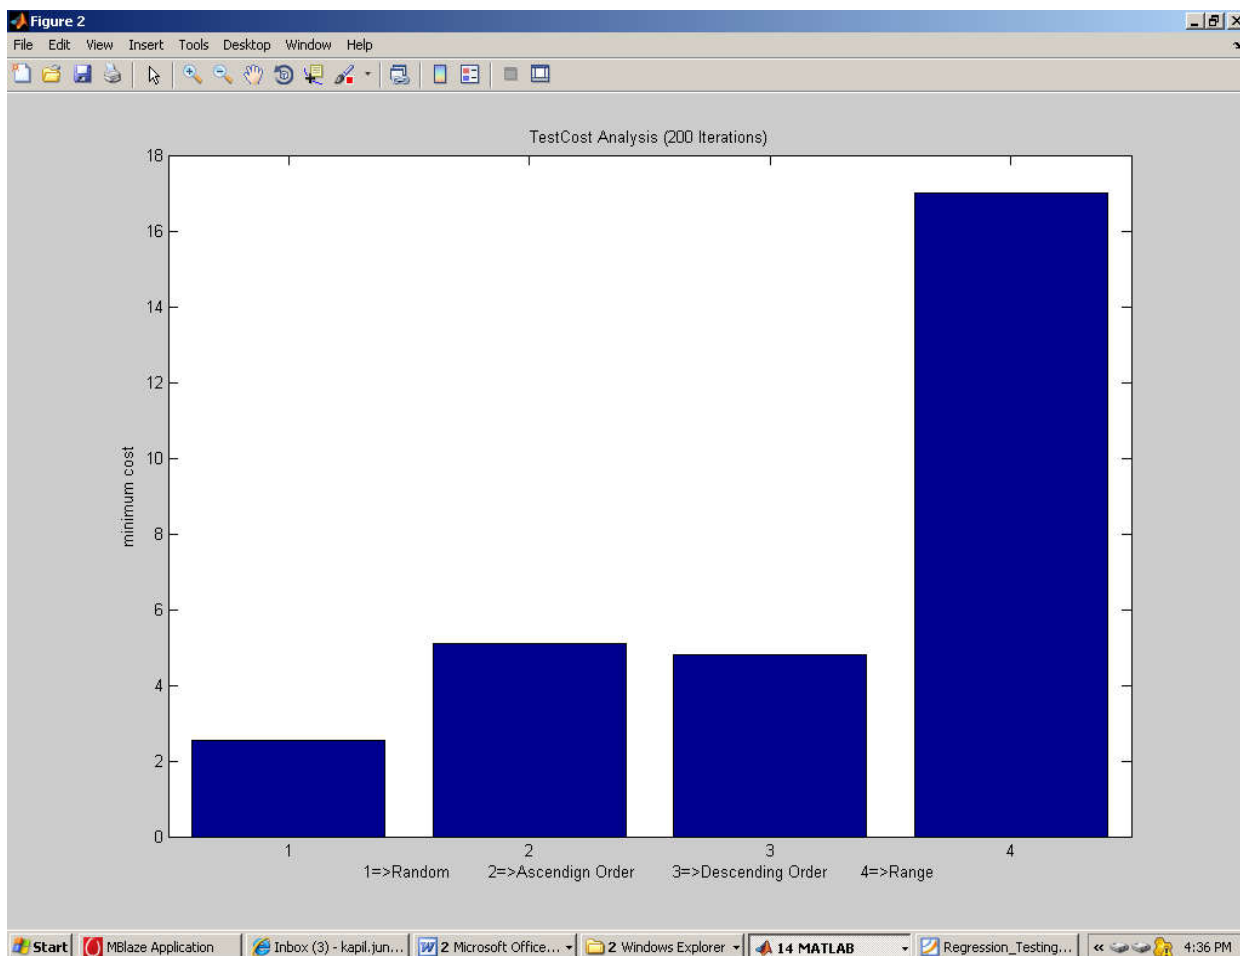 Figure 2
File Edit View Insert Tools Desktop Window Help
TestCost Analysis (200 Iterations)
18
16
14
12
10
8
6
4
2
0
minimum cost
1 2 3 4
1=>Random 2=>Ascendign Order 3=>Descending Order 4=>Range
Start MBlaze Application Inbox (3) - kapil.jun... 2 Microsoft Office... 2 Windows Explorer 14 MATLAB Regression_Testing... « 4:36 PM